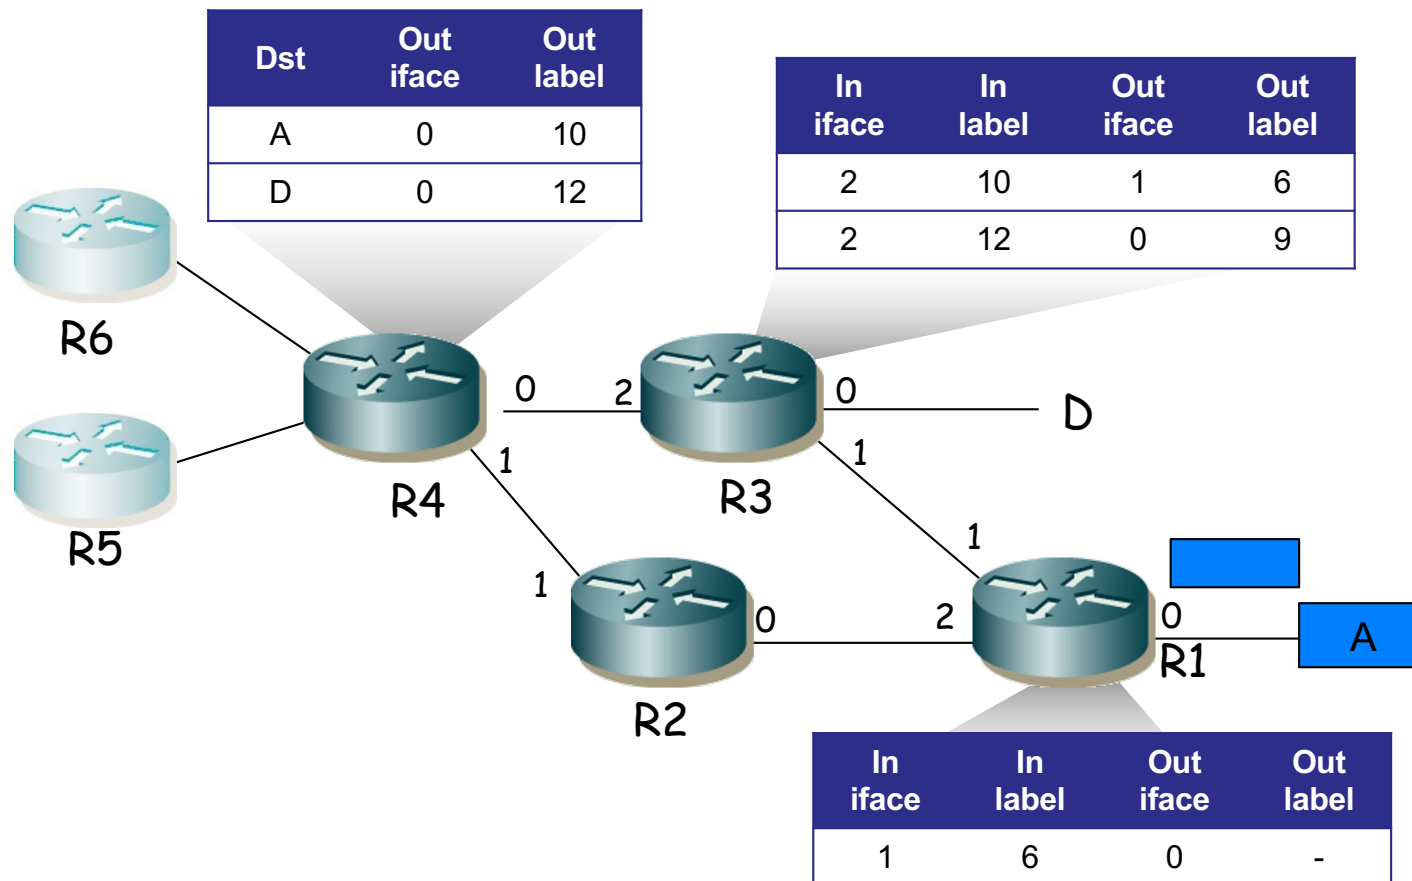 Dst Out iface Out label
A 0 10
D 0 12
In iface In label Out iface Out label
2 10 1 6
2 12 0 9
R6
0 2 0
D
1 1
R4 R3
R5
1
1
0 2 0
A
R1
R2
In iface In label Out iface Out label
1 6 0 -